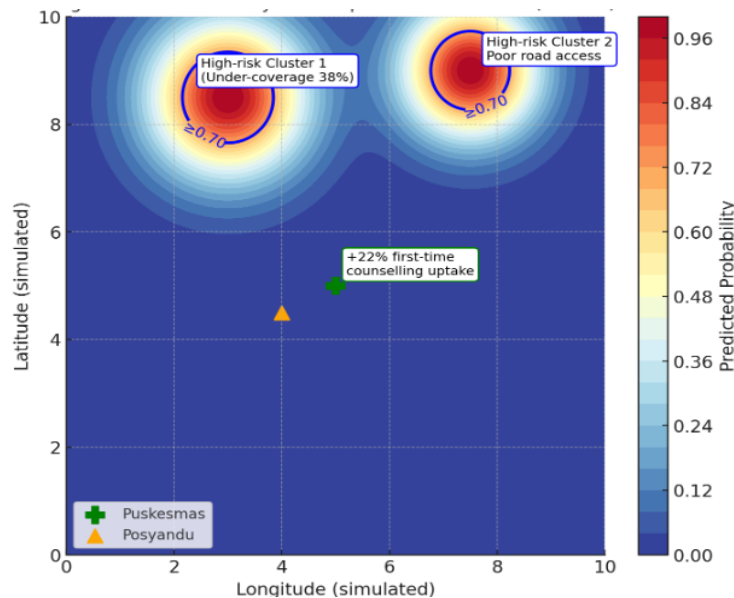 10
8
6
4
2
0
0
2
4
6
8
10
Latitude (simulated)
Longitude (simulated)
High-risk Cluster 1
(Under-coverage 38%)
≥0.70
High-risk Cluster 2
Poor road access
≥0.70
+22% first-time
counselling uptake
Puskesmas
Posyandu
0.96
0.84
0.72
0.60
0.48
0.36
0.24
0.12
0.00
Predicted Probability